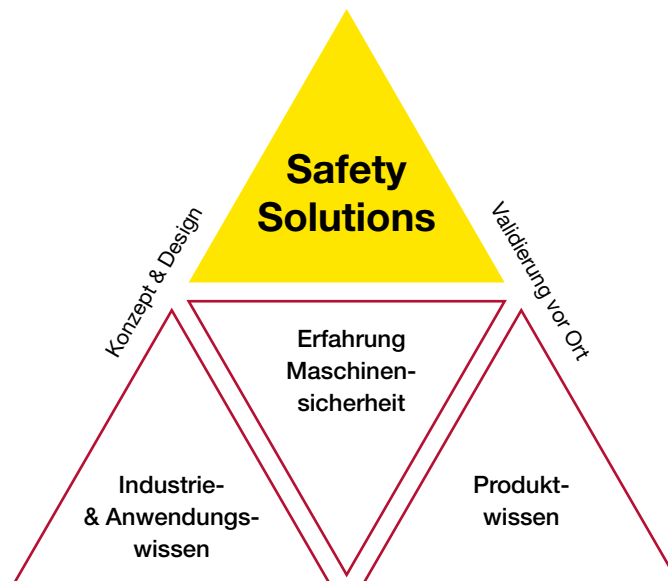 Safety
Solutions
Konzept & Design
Validierung vor Ort
Erfahrung
Maschinen-
sicherheit
Industrie-
& Anwendungs-
wissen
Produkt-
wissen